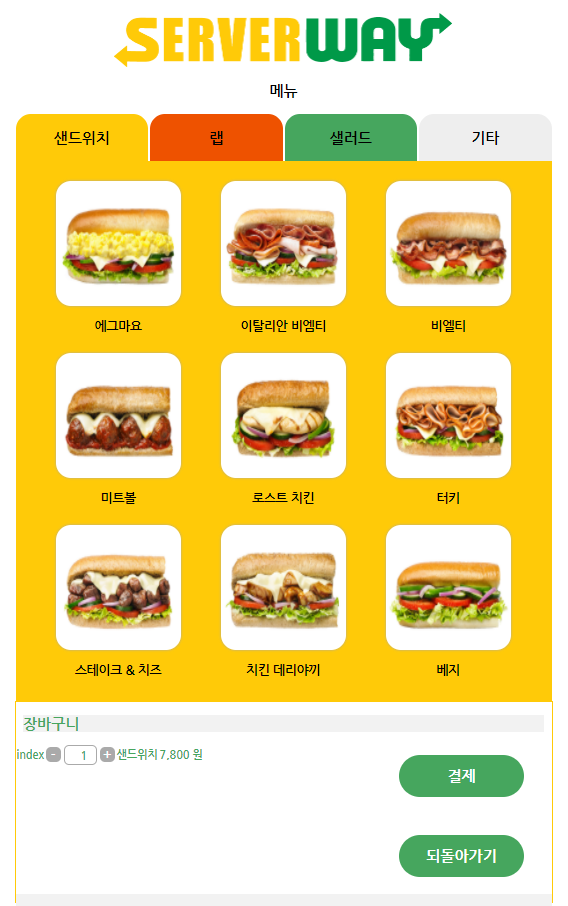 SERVERWAY
메뉴
샌드위치 랩 샐러드 기타
에그마요 이탈리안 비엠티 비엘티
미트볼 로스트 치킨 터키
스테이크 & 치즈 치킨 데리야끼 베지
장바구니
index - 1 + 샌드위치 7,800 원
결제
되돌아가기